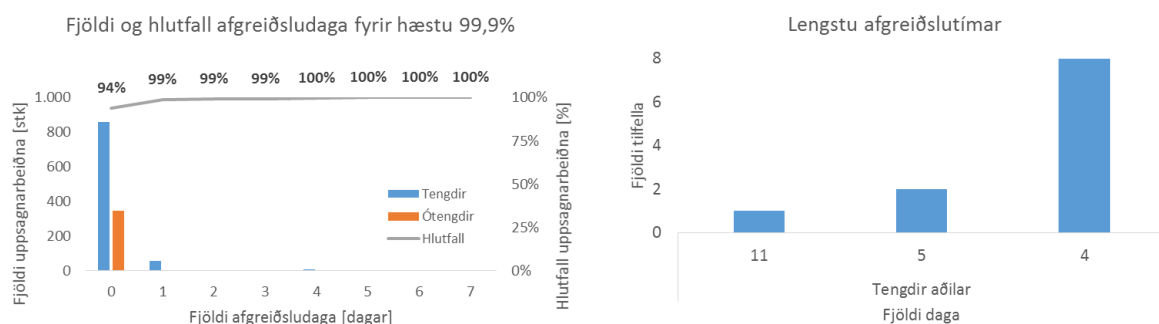 Fjöldi og hlutfall afgreiðsludaga fyrir hæstu 99,9%
94% 99% 99% 99% 100% 100% 100% 100%
Fjöldi uppsagnarbeiðna [stk]
1.000
800
600
400
200
0
100%
75%
50%
25%
0%
Hlutfall uppsagnarbeiðna [%]
Tengdir
Ótengdir
Hlutfall
0 1 2 3 4 5 6 7
Fjöldi afgreiðsludaga [dagar]
Lengstu afgreiðslutímar
Fjöldi tilfella
8
6
4
2
0
11 5 4
Tengdir aðilar
Fjöldi daga